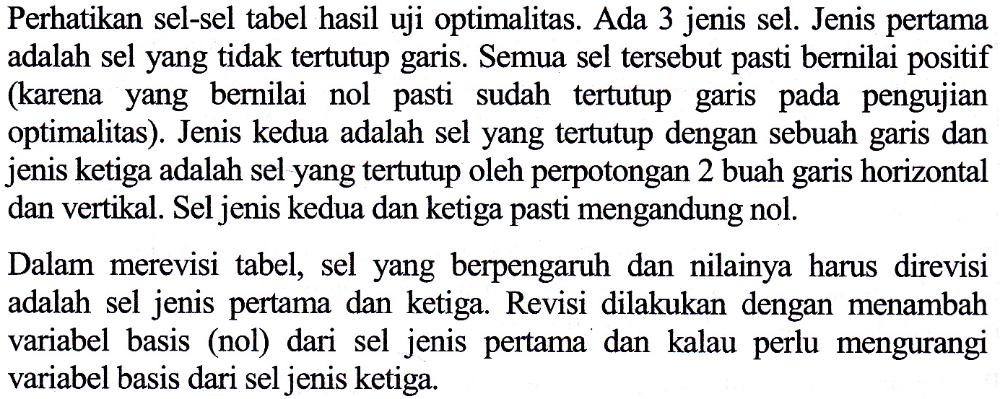 Perhatikan sel-sel tabel hasil uji optimalitas. Ada 3 jenis sel. Jenis pertama
adalah sel yang tidak tertutup garis. Semua sel tersebut pasti bernilai positif
(karena yang bernilai nol pasti sudah tertutup garis pada pengujian
optimalitas). Jenis kedua adalah sel yang tertutup dengan sebuah garis dan
jenis ketiga adalah sel yang tertutup oleh perpotongan 2 buah garis horizontal
dan vertikal. Sel jenis kedua dan ketiga pasti mengandung nol.
Dalam merevisi tabel, sel yang berpengaruh dan nilainya harus direvisi
adalah sel jenis pertama dan ketiga. Revisi dilakukan dengan menambah
variabel basis (nol) dari sel jenis pertama dan kalau perlu mengurangi
variabel basis dari sel jenis ketiga.